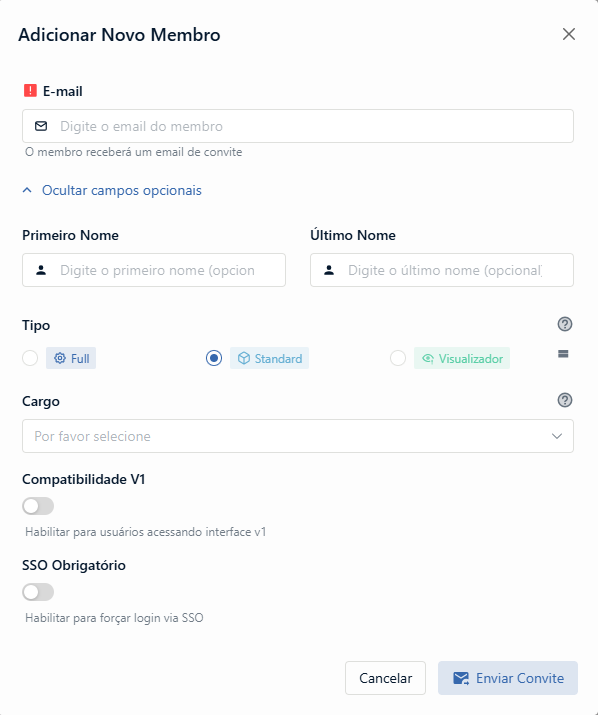 Adicionar Novo Membro
E-mail
Digite o email do membro
O membro receberá um email de convite
Ocultar campos opcionais
Primeiro Nome Último Nome
Digite o primeiro nome (opcion Digite o último nome (opcional)
Tipo
Full Standard Visualizador
Cargo
Por favor selecione
Compatibilidade V1
Habilitar para usuários acessando interface v1
SSO Obrigatório
Habilitar para forçar login via SSO
Cancelar Enviar Convite